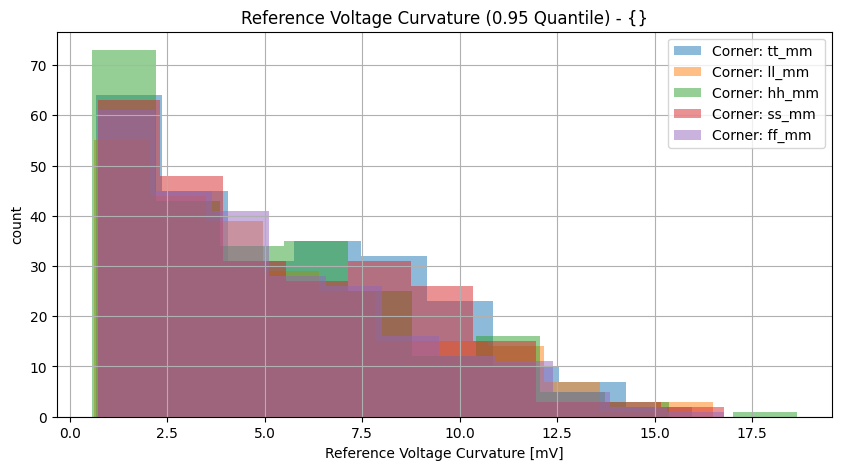 Reference Voltage Curvature (0.95 Quantile) - {}
Corner: tt_mm
Corner: ll_mm
Corner: hh_mm
Corner: ss_mm
Corner: ff_mm
70
60
50
40
30
20
10
0
count
0.0 2.5 5.0 7.5 10.0 12.5 15.0 17.5
Reference Voltage Curvature [mV]